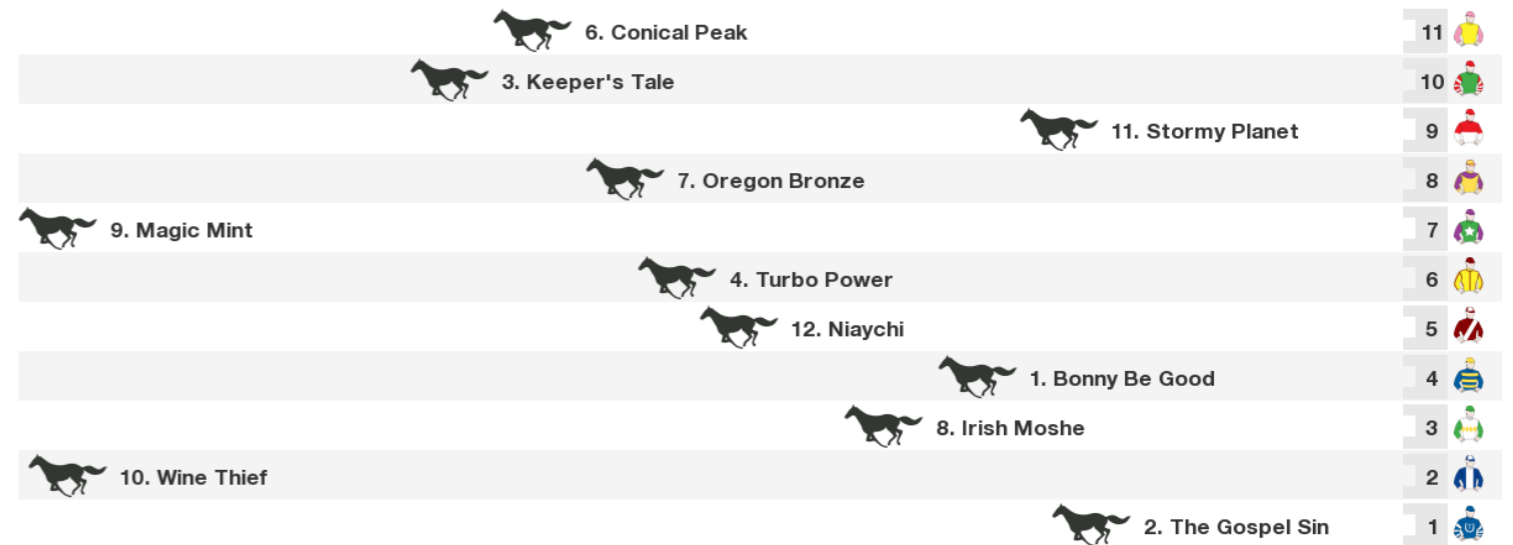 6. Conical Peak 11
3. Keeper's Tale 10
11. Stormy Planet 9
7. Oregon Bronze 8
9. Magic Mint 7
4. Turbo Power 6
12. Niaychi 5
1. Bonny Be Good 4
8. Irish Moshe 3
10. Wine Thief 2
2. The Gospel Sin 1